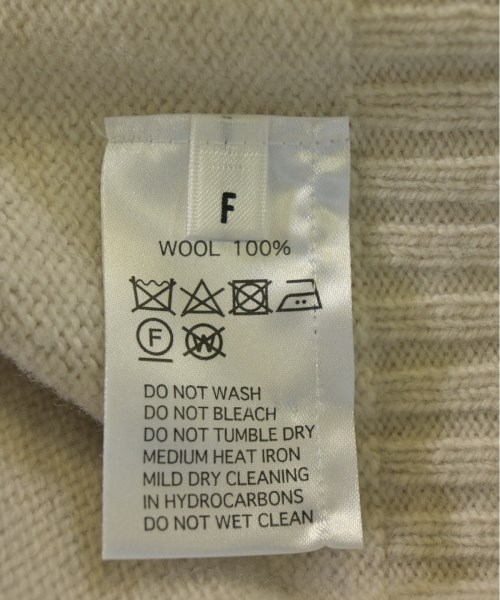 F
WOOL 100%
F W
DO NOT WASH
DO NOT BLEACH
DO NOT TUMBLE DRY
MEDIUM HEAT IRON
MILD DRY CLEANING
IN HYDROCARBONS
DO NOT WET CLEAN